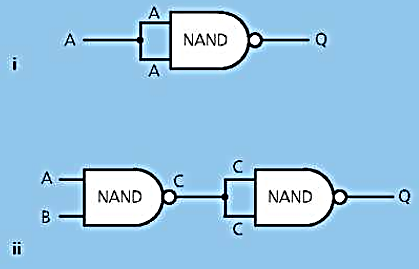 A
A NAND Q
A
i
A C C
NAND NAND Q
B C
ii